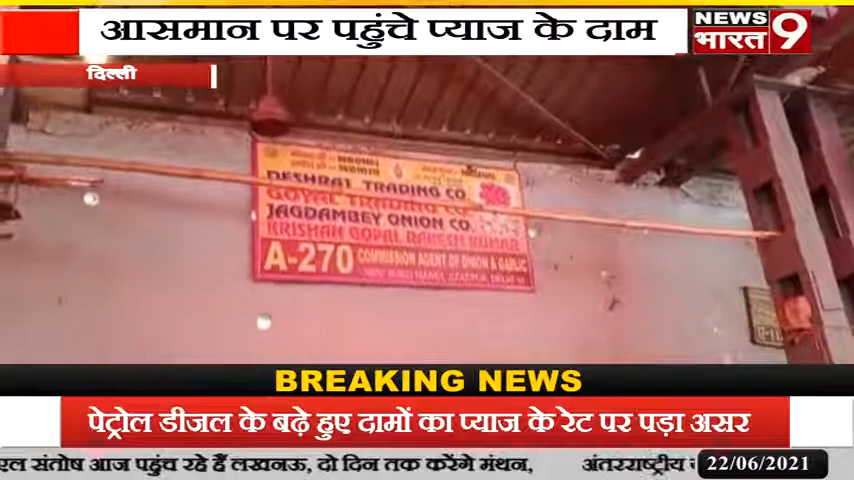 आसमान पर पहुंचे प्याज के दाम
NEWS
भारत 9
दिल्ली
DESHRAJ TRADING CO.
GOYAL TRADING CO.
JAGDAMBEY ONION CO.
KRISHAN GOPAL RAKESH KUMAR
A-270 COMMISSION AGENT OF ONION & GARLIC
BREAKING NEWS
पेट्रोल डीजल के बढ़े हुए दामों का प्याज के रेट पर पड़ा असर
एल संतोष आज पहुंच रहे हैं लखनऊ, दो दिन तक करेंगे मंथन, अंतरराष्ट्रीय
22/06/2021